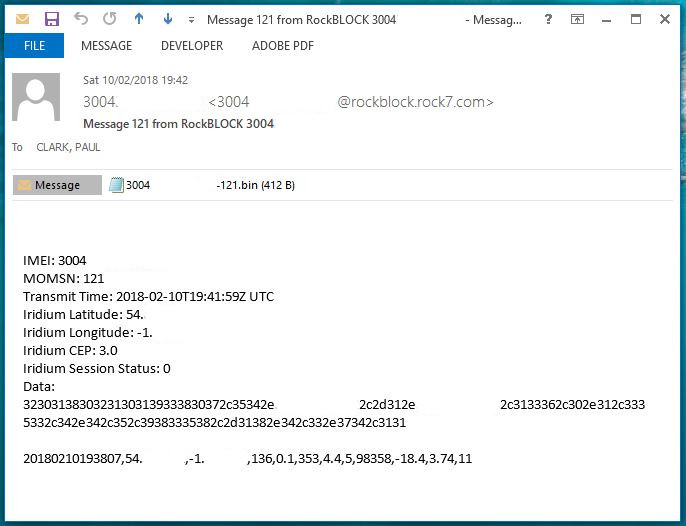 Message 121 from RockBLOCK 3004 - Messag... ?
FILE MESSAGE DEVELOPER ADOBE PDF
Sat 10/02/2018 19:42
3004. <3004 @rockblock.rock7.com>
Message 121 from RockBLOCK 3004
To CLARK, PAUL
Message 3004 -121.bin (412 B)
IMEI: 3004
MOMSN: 121
Transmit Time: 2018-02-10T19:41:59Z UTC
Iridium Latitude: 54.
Iridium Longitude: -1.
Iridium CEP: 3.0
Iridium Session Status: 0
Data:
32303138303231303139333830372c35342e 2c2d312e 2c3133362c302e312c333
5332c342e342c352c39383335382c2d31382e342c332e37342c3131
20180210193807,54. ,-1. ,136,0.1,353,4.4,5,98358,-18.4,3.74,11